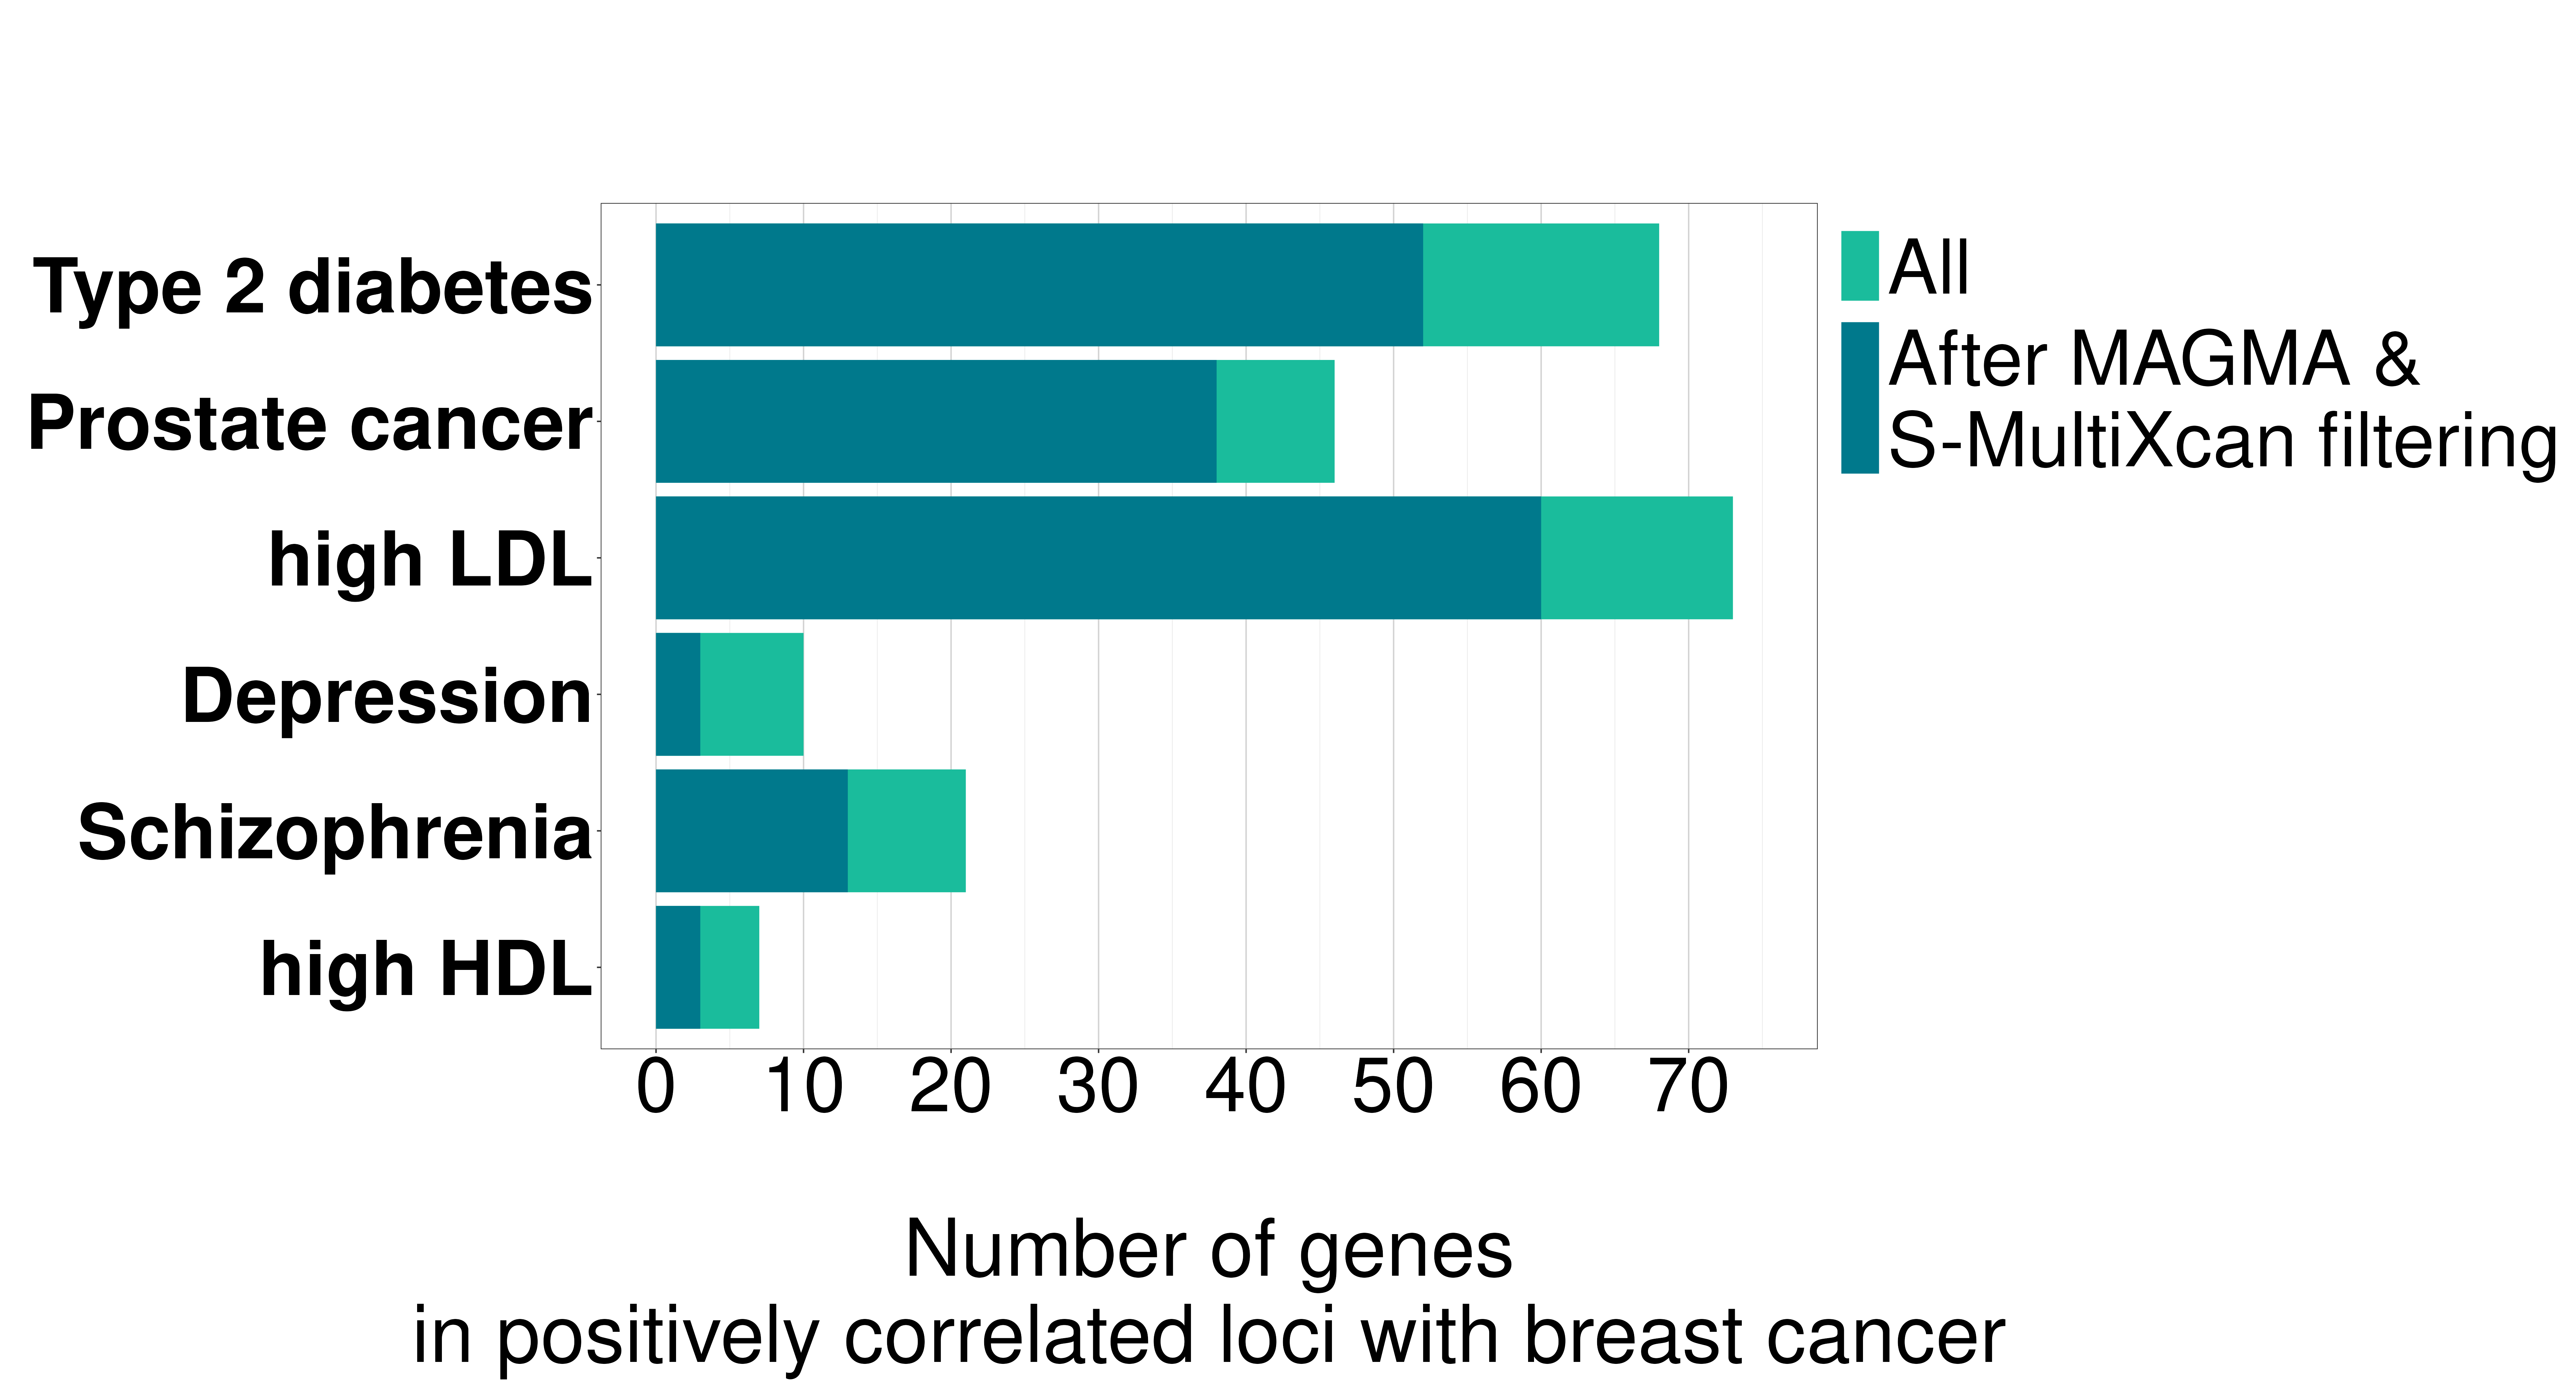 Type 2 diabetes
Prostate cancer
high LDL
Depression
Schizophrenia
high HDL
0 10 20 30 40 50 60 70
Number of genes
in positively correlated loci with breast cancer
All
After MAGMA &
S-MultiXcan filtering